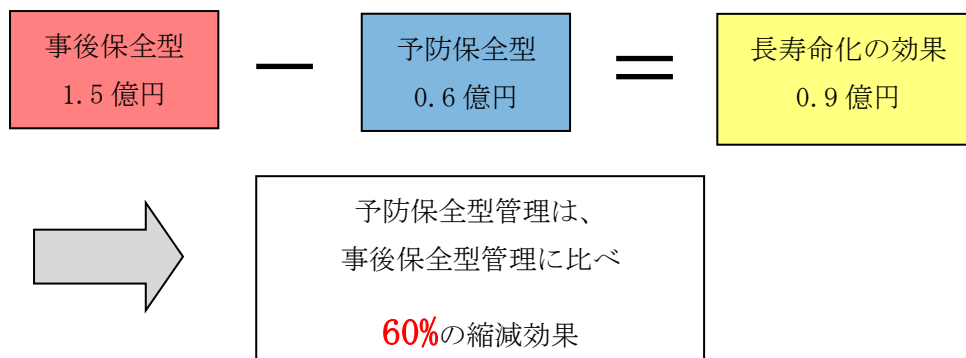 事後保全型
1.5億円
−
予防保全型
0.6億円
=
長寿命化の効果
0.9億円
予防保全型管理は、
事後保全型管理に比べ
60%の縮減効果